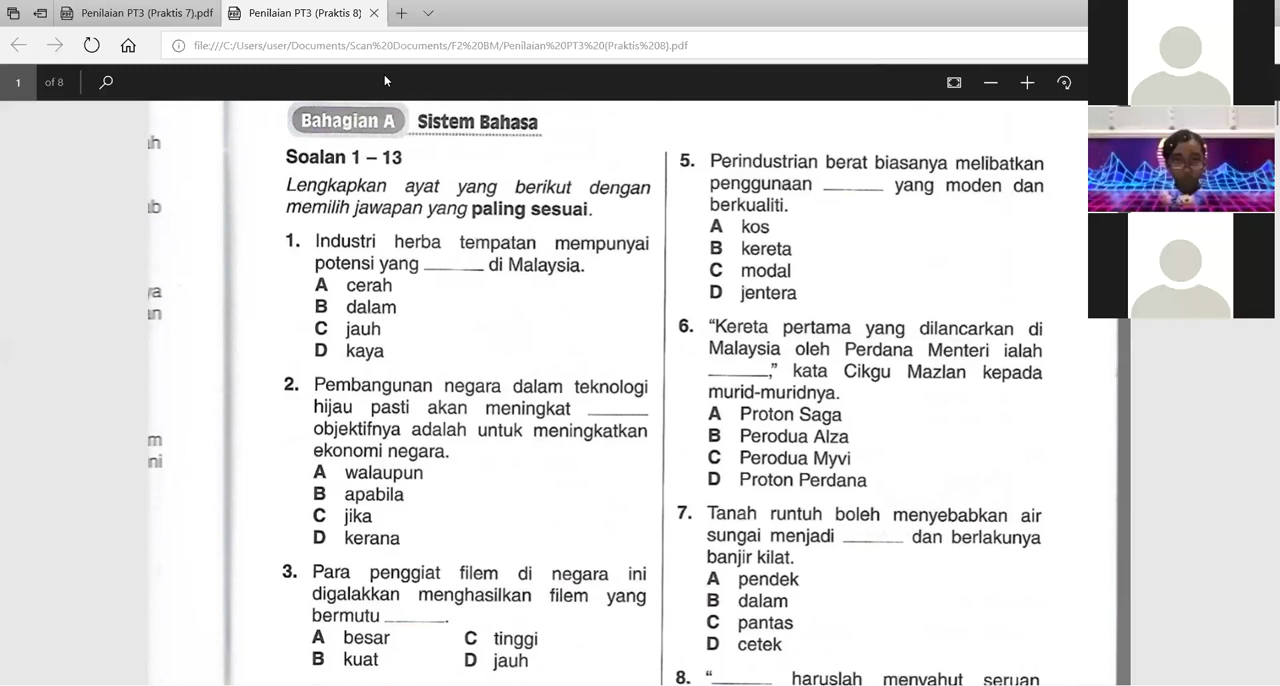 Penilaian PT3 (Praktis 7).pdf
Penilaian PT3 (Praktis 8)
file:///C:/Users/user/Documents/Scan%20Documents/F2%20BM/Penilaian%20PT3%20(Praktis%208).pdf
1 of 8
Bahagian A Sistem Bahasa
Soalan 1 – 13
Lengkapkan ayat yang berikut dengan
memilih jawapan yang paling sesuai.
1. Industri herba tempatan mempunyai
potensi yang ______ di Malaysia.
A cerah
B dalam
C jauh
D kaya
2. Pembangunan negara dalam teknologi
hijau pasti akan meningkat ______
objektifnya adalah untuk meningkatkan
ekonomi negara.
A walaupun
B apabila
C jika
D kerana
3. Para penggiat filem di negara ini
digalakkan menghasilkan filem yang
bermutu ______.
A besar C tinggi
B kuat D jauh
5. Perindustrian berat biasanya melibatkan
penggunaan ______ yang moden dan
berkualiti.
A kos
B kereta
C modal
D jentera
6. “Kereta pertama yang dilancarkan di
Malaysia oleh Perdana Menteri ialah
______,” kata Cikgu Mazlan kepada
murid-muridnya.
A Proton Saga
B Perodua Alza
C Perodua Myvi
D Proton Perdana
7. Tanah runtuh boleh menyebabkan air
sungai menjadi ______ dan berlakunya
banjir kilat.
A pendek
B dalam
C pantas
D cetek
8. “______ haruslah menyahut seruan